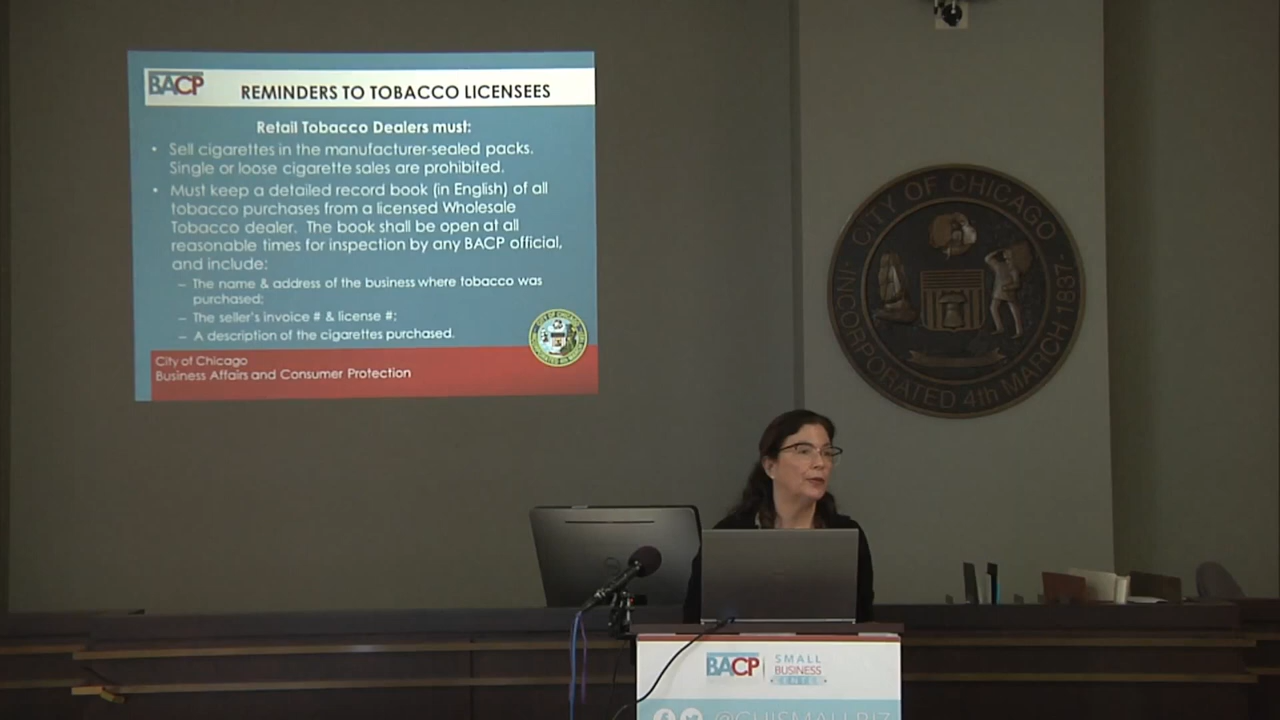 BACP
REMINDERS TO TOBACCO LICENSEES
Retail Tobacco Dealers must:
• Sell cigarettes in the manufacturer-sealed packs.
Single or loose cigarette sales are prohibited.
• Must keep a detailed record book (in English) of all
tobacco purchases from a licensed Wholesale
Tobacco dealer. The book shall be open at all
reasonable times for inspection by any BACP official,
and include:
– The name & address of the business where tobacco was
purchased;
– The seller's invoice # & license #;
– A description of the cigarettes purchased.
City of Chicago
Business Affairs and Consumer Protection
CITY OF CHICAGO
INCORPORATED 4th MARCH 1837
BACP
SMALL
BUSINESS
CENTER
@CHISMALLBIZ